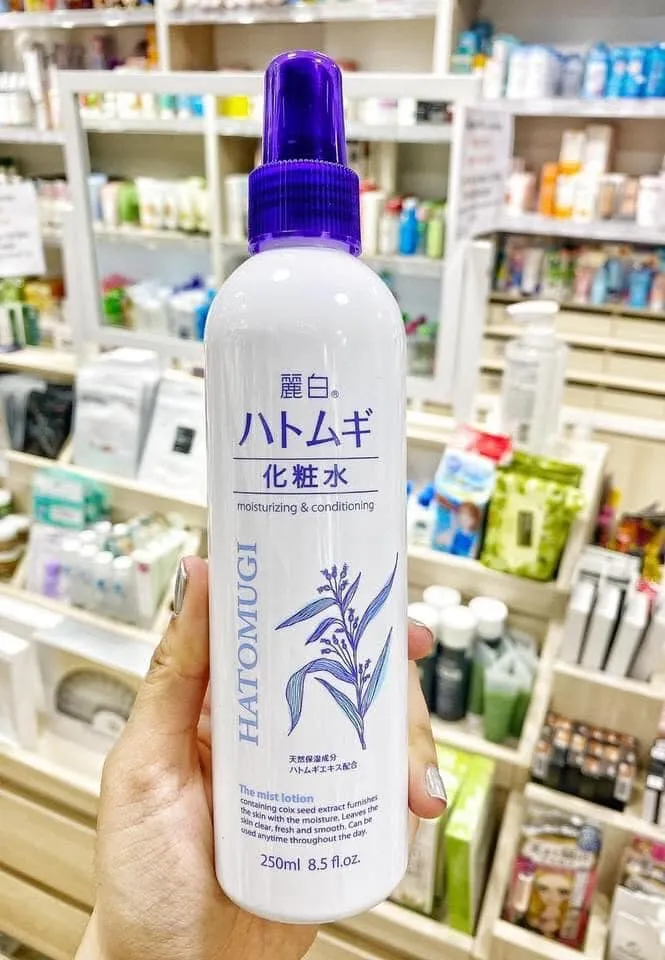 麗白®
ハトムギ
化粧水
moisturizing & conditioning
HATOMUGI
天然保湿成分
ハトムギエキス配合
The mist lotion
containing coix seed extract furnishes
the skin with the moisture. Leaves the
skin clear, fresh and smooth. Can be
used anytime throughout the day.
250ml 8.5 fl.oz.